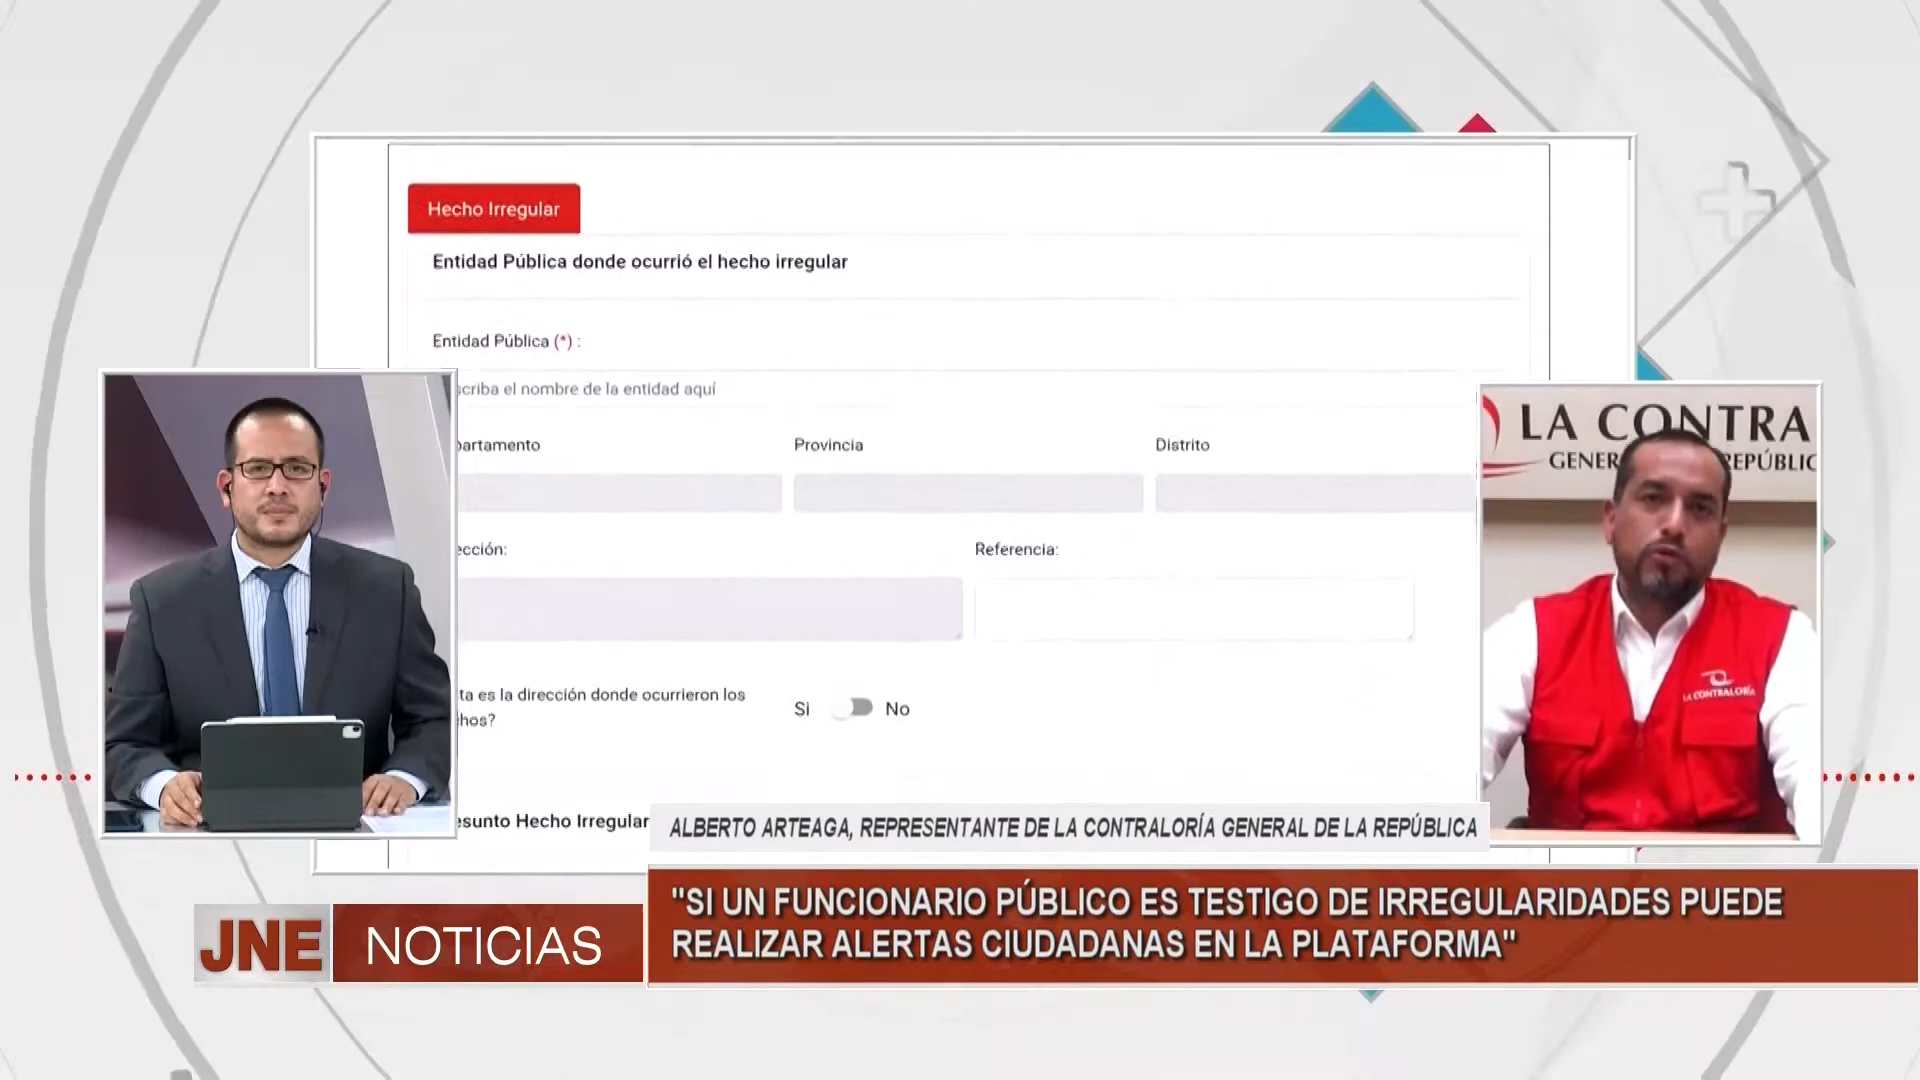 Hecho Irregular
Entidad Pública donde ocurrió el hecho irregular
Entidad Pública (*) :
scriba el nombre de la entidad aquí
partamento
Provincia
Distrito
ección:
Referencia:
ta es la dirección donde ocurrieron los
hos?
Si
No
esunto Hecho Irregular
LA CONTRA
GENER REPÚBLIC
LA CONTRALORÍA
ALBERTO ARTEAGA, REPRESENTANTE DE LA CONTRALORÍA GENERAL DE LA REPÚBLICA
"SI UN FUNCIONARIO PÚBLICO ES TESTIGO DE IRREGULARIDADES PUEDE
REALIZAR ALERTAS CIUDADANAS EN LA PLATAFORMA"
JNE NOTICIAS